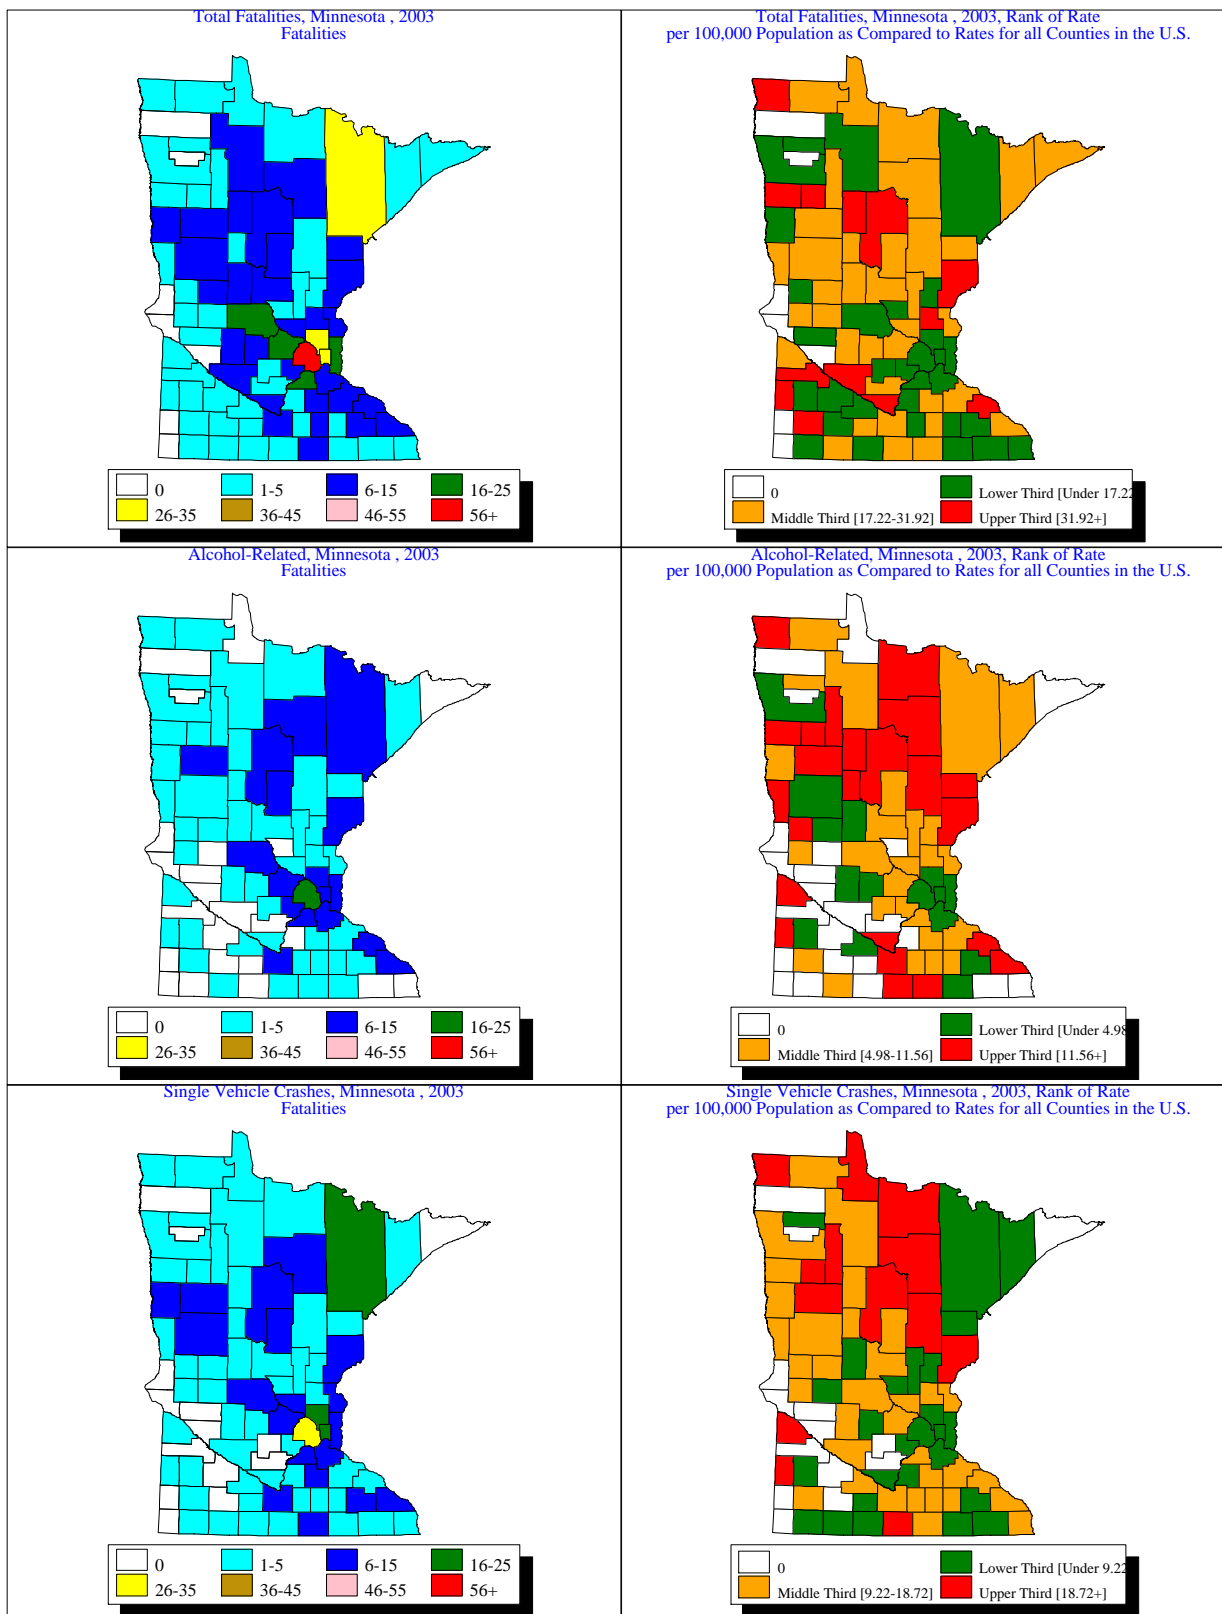 Total Fatalities, Minnesota , 2003
Fatalities
0
1-5
6-15
16-25
26-35
36-45
46-55
56+
Total Fatalities, Minnesota , 2003, Rank of Rate
per 100,000 Population as Compared to Rates for all Counties in the U.S.
0
Lower Third [Under 17.22
Middle Third [17.22-31.92]
Upper Third [31.92+]
Alcohol-Related, Minnesota , 2003
Fatalities
0
1-5
6-15
16-25
26-35
36-45
46-55
56+
Alcohol-Related, Minnesota , 2003, Rank of Rate
per 100,000 Population as Compared to Rates for all Counties in the U.S.
0
Lower Third [Under 4.98
Middle Third [4.98-11.56]
Upper Third [11.56+]
Single Vehicle Crashes, Minnesota , 2003
Fatalities
0
1-5
6-15
16-25
26-35
36-45
46-55
56+
Single Vehicle Crashes, Minnesota , 2003, Rank of Rate
per 100,000 Population as Compared to Rates for all Counties in the U.S.
0
Lower Third [Under 9.22
Middle Third [9.22-18.72]
Upper Third [18.72+]